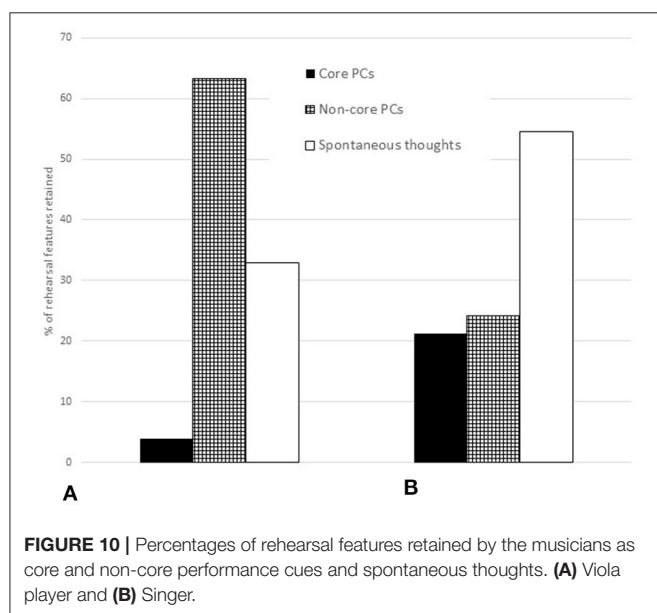 70
60
50
40
30
20
10
0
% of rehearsal features retained
Core PCs
Non-core PCs
Spontaneous thoughts
A
B
FIGURE 10 | Percentages of rehearsal features retained by the musicians as
core and non-core performance cues and spontaneous thoughts. (A) Viola
player and (B) Singer.